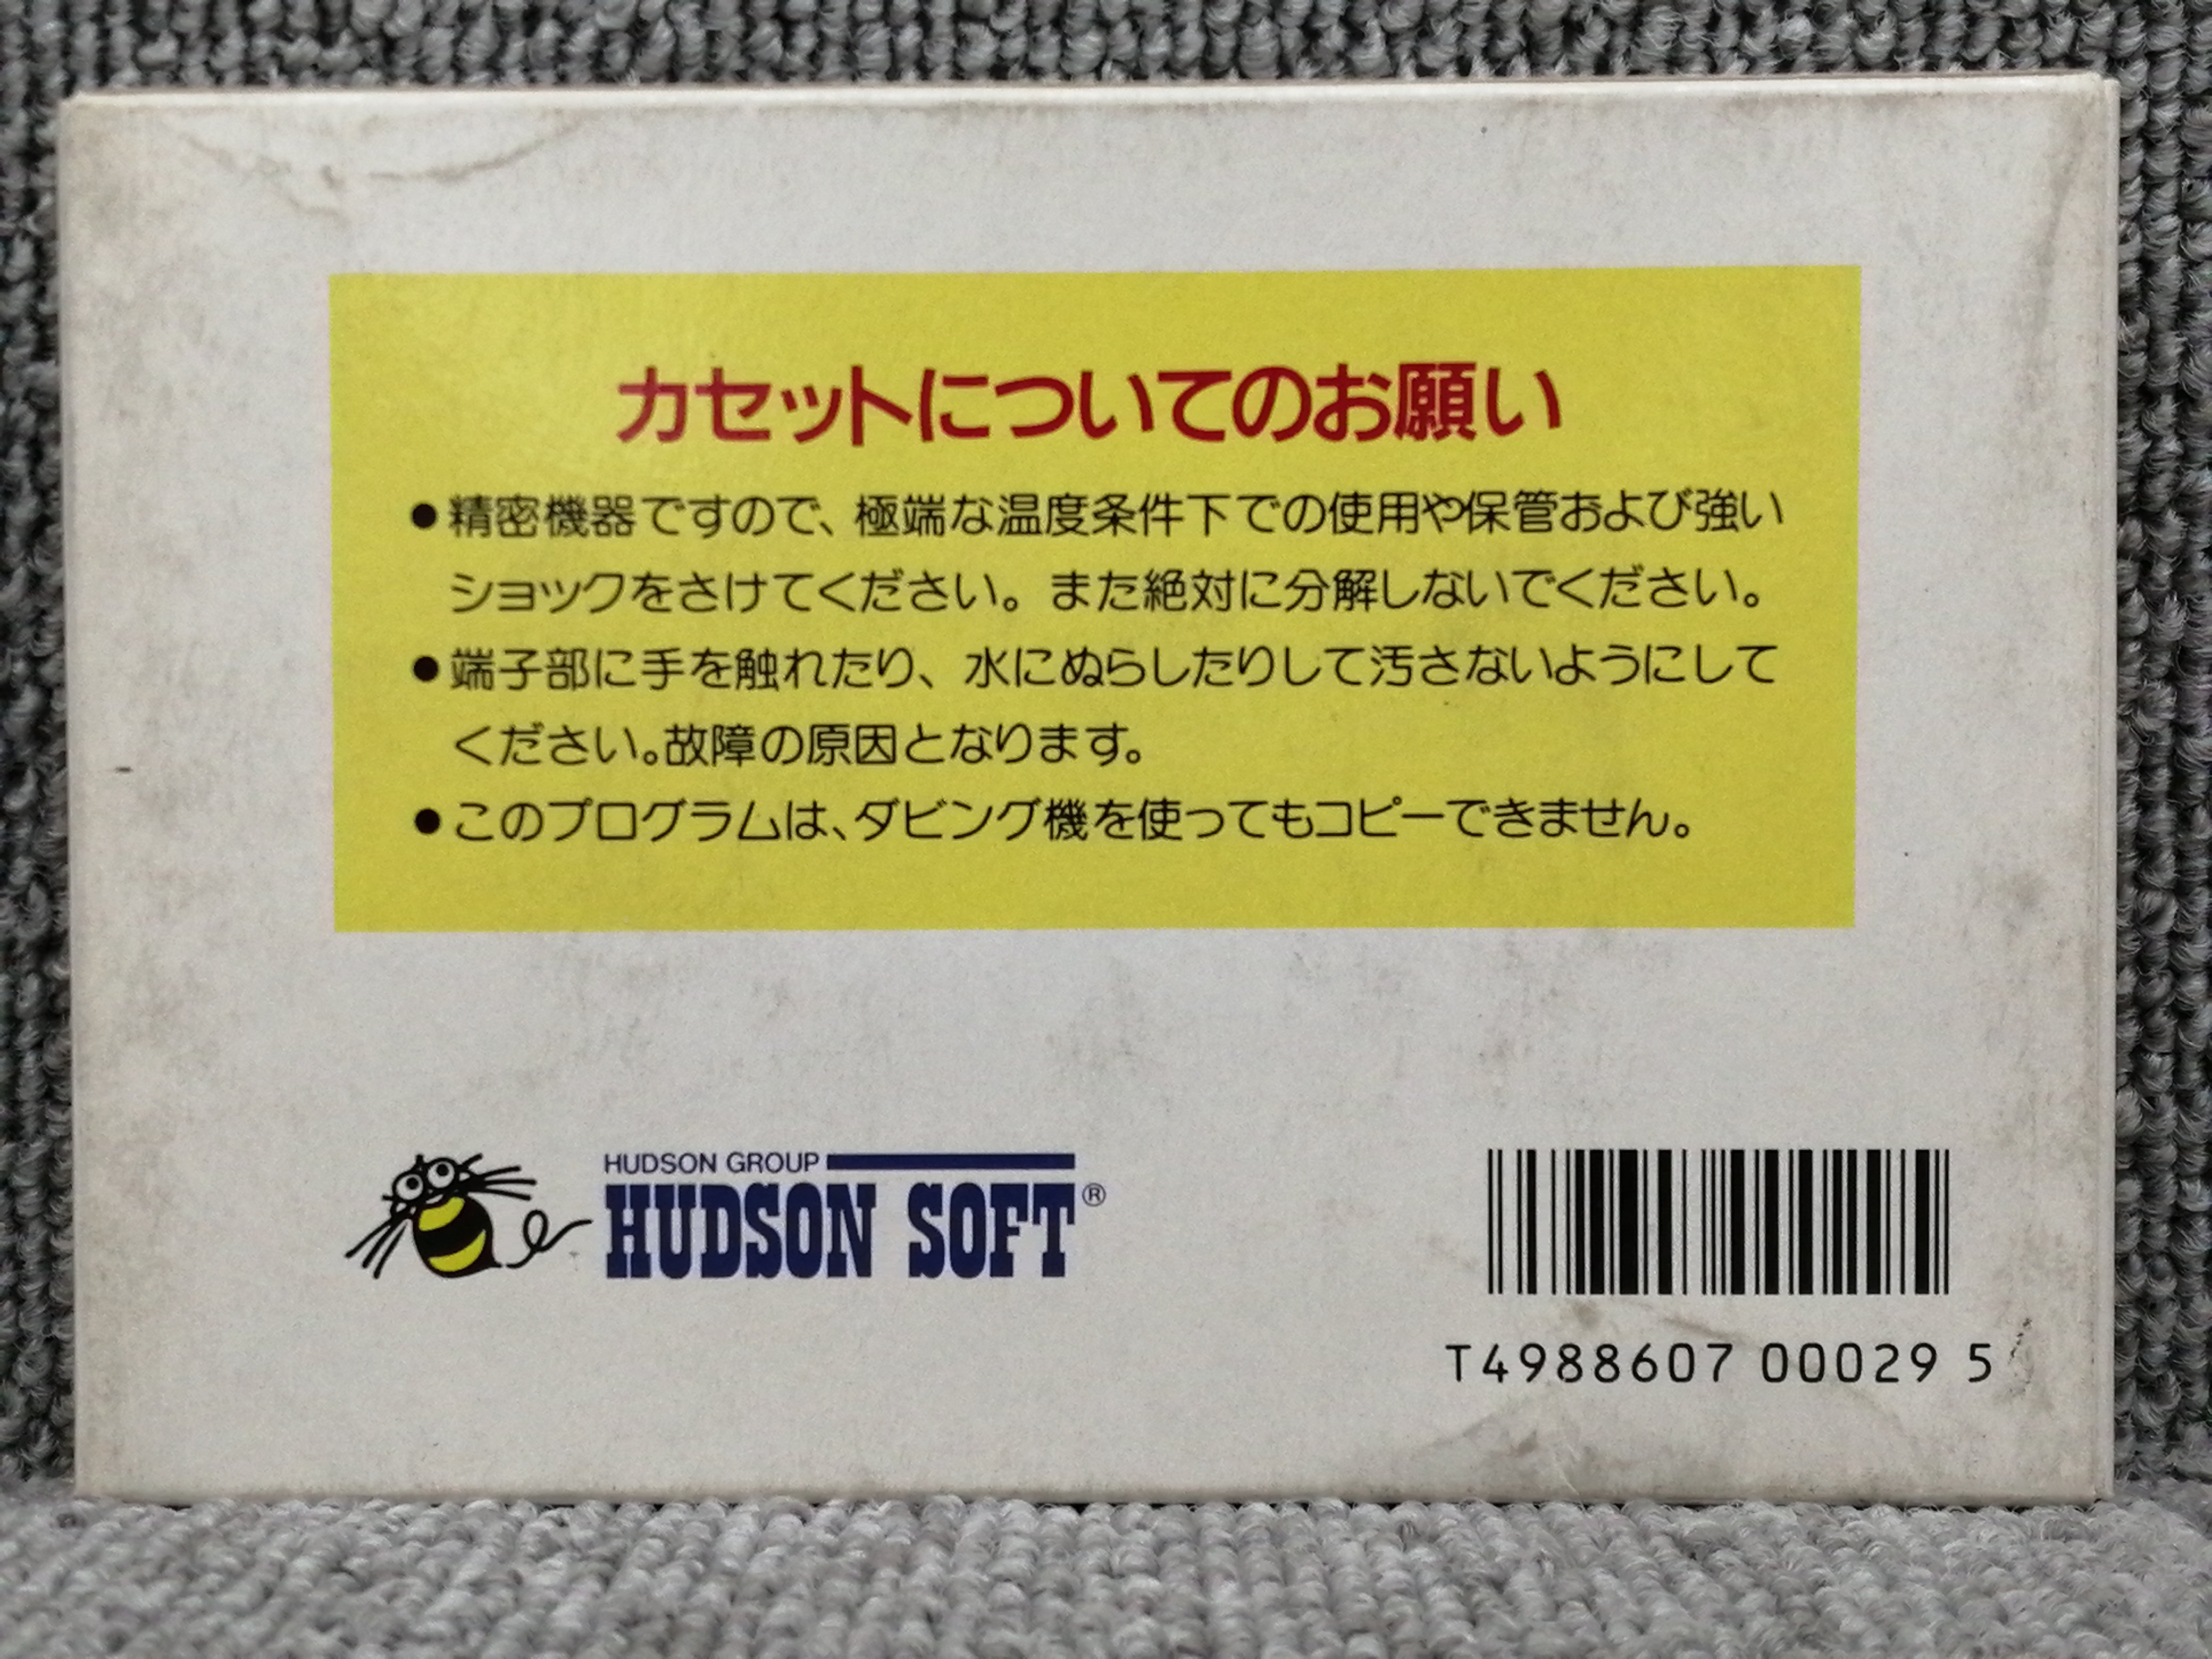 カセットについてのお願い
●精密機器ですので、極端な温度条件下での使用や保管および強い
ショックをさけてください。また絶対に分解しないでください。
●端子部に手を触れたり、水にぬらしたりして汚さないようにして
ください。故障の原因となります。
●このプログラムは、ダビング機を使ってもコピーできません。
HUDSON GROUP
HUDSON SOFT®
T4988607 00029 5